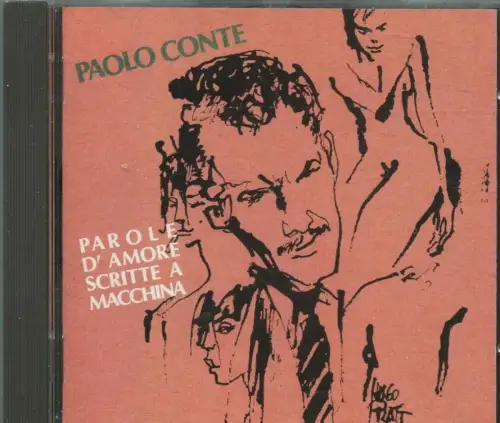 PAOLO CONTE
PAROLE
D'AMORE
SCRITTE A
MACCHINA
HUGO
PRATT